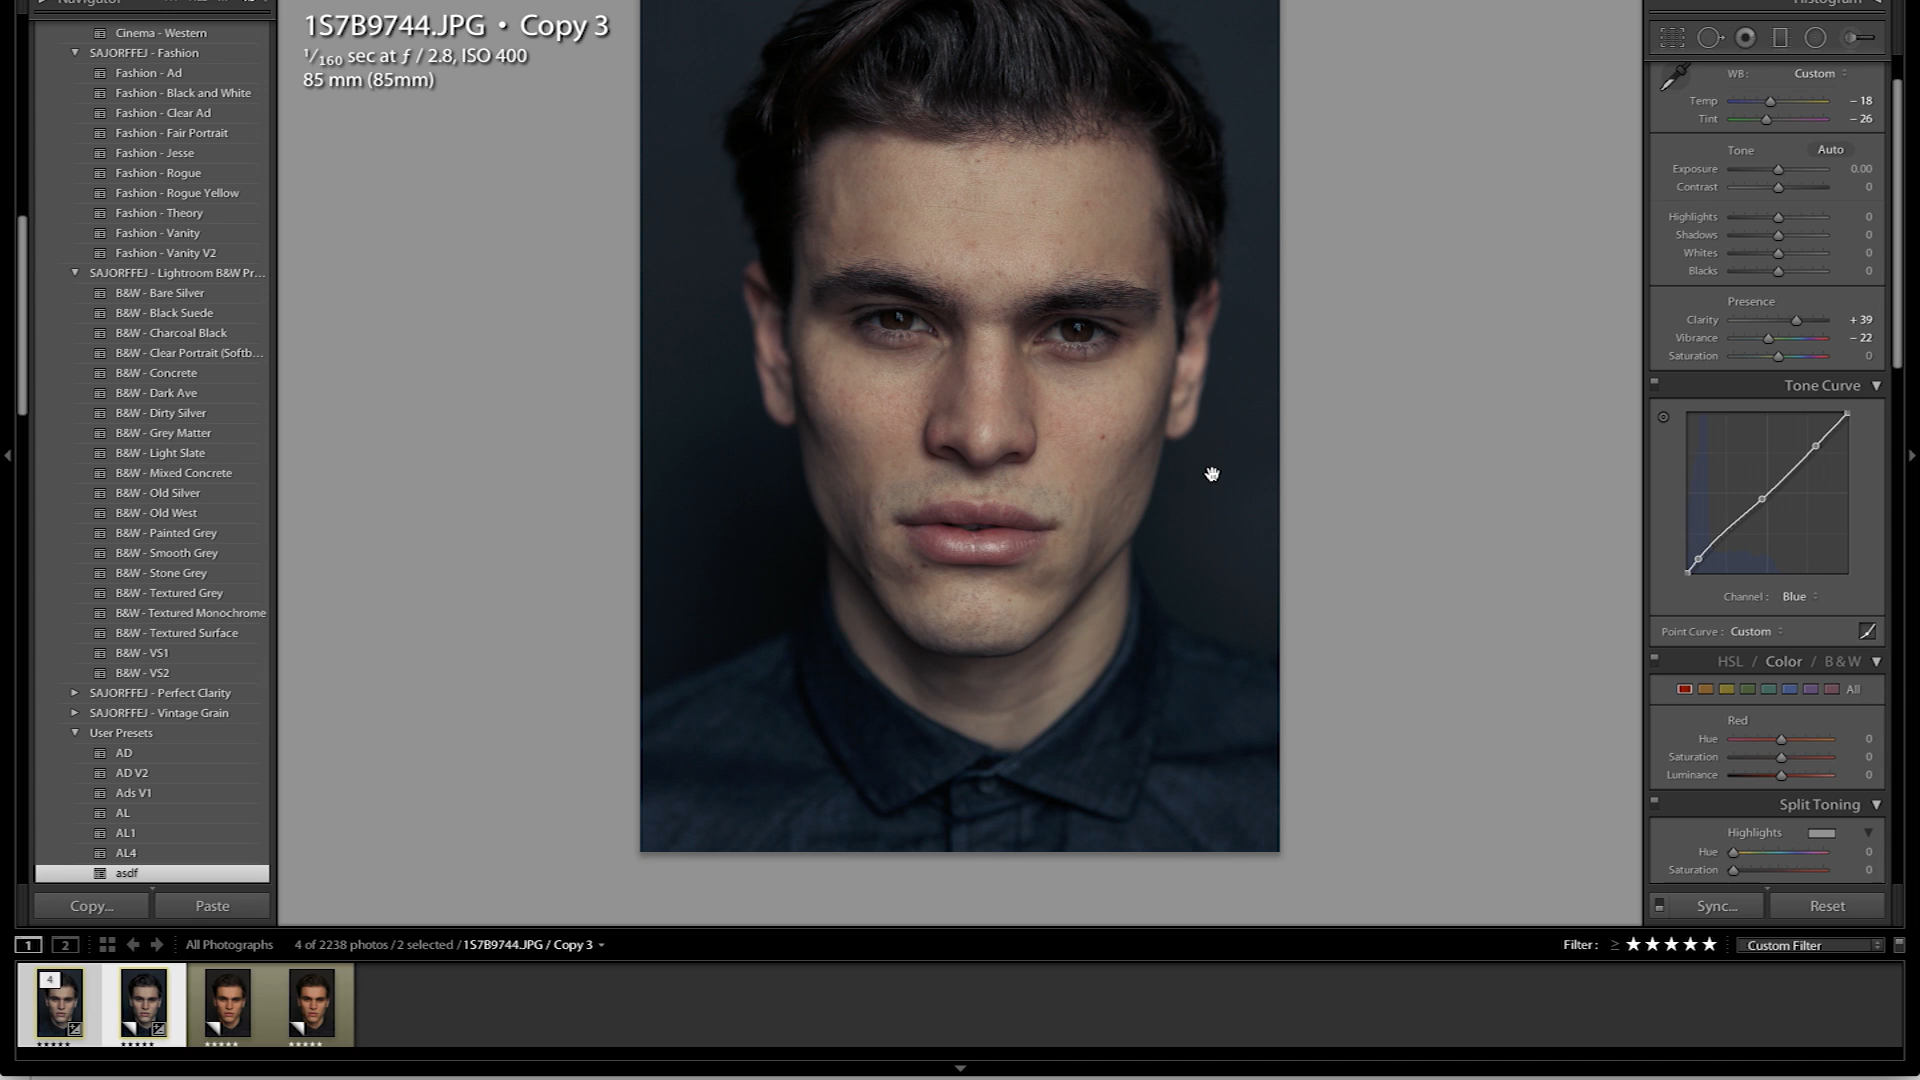 Navigator
Cinema - Western
SAJORFFEJ - Fashion
Fashion - Ad
Fashion - Black and White
Fashion - Clear Ad
Fashion - Fair Portrait
Fashion - Jesse
Fashion - Rogue
Fashion - Rogue Yellow
Fashion - Theory
Fashion - Vanity
Fashion - Vanity V2
SAJORFFEJ - Lightroom B&W Pr...
B&W - Bare Silver
B&W - Black Suede
B&W - Charcoal Black
B&W - Clear Portrait (Softb...
B&W - Concrete
B&W - Dark Ave
B&W - Dirty Silver
B&W - Grey Matter
B&W - Light Slate
B&W - Mixed Concrete
B&W - Old Silver
B&W - Old West
B&W - Painted Grey
B&W - Smooth Grey
B&W - Stone Grey
B&W - Textured Grey
B&W - Textured Monochrome
B&W - Textured Surface
B&W - VS1
B&W - VS2
SAJORFFEJ - Perfect Clarity
SAJORFFEJ - Vintage Grain
User Presets
AD
AD V2
Ads V1
AL
AL1
AL4
asdf
Copy... Paste
1S7B9744.JPG • Copy 3
1/160 sec at ƒ / 2.8, ISO 400
85 mm (85mm)
Histogram
WB: Custom
Temp - 18
Tint - 26
Tone Auto
Exposure 0.00
Contrast 0
Highlights 0
Shadows 0
Whites 0
Blacks 0
Presence
Clarity + 39
Vibrance - 22
Saturation 0
Tone Curve
Channel : Blue
Point Curve : Custom
HSL / Color / B & W
All
Red
Hue 0
Saturation 0
Luminance 0
Split Toning
Highlights
Hue 0
Saturation 0
Sync... Reset
1 2 All Photographs 4 of 2238 photos / 2 selected / 1S7B9744.JPG / Copy 3 Filter : ≥ ★★★★★ Custom Filter
4